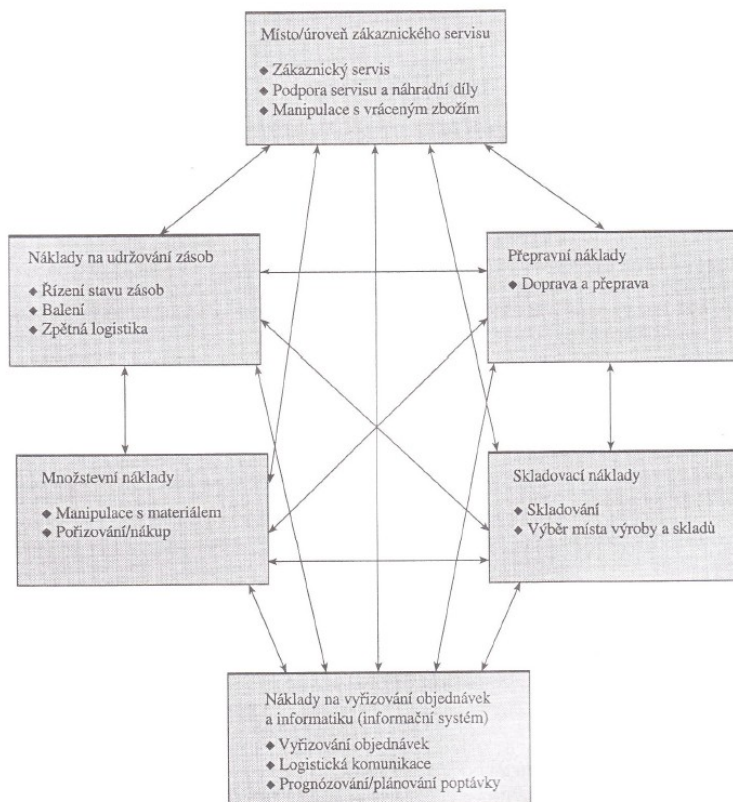 Místo/úroveň zákaznického servisu
◆ Zákaznický servis
◆ Podpora servisu a náhradní díly
◆ Manipulace s vráceným zbožím
Náklady na udržování zásob
◆ Řízení stavu zásob
◆ Balení
◆ Zpětná logistika
Přepravní náklady
◆ Doprava a přeprava
Množstevní náklady
◆ Manipulace s materiálem
◆ Pořizování/nákup
Skladovací náklady
◆ Skladování
◆ Výběr místa výroby a skladů
Náklady na vyřizování objednávek
a informatiku (informační systém)
◆ Vyřizování objednávek
◆ Logistická komunikace
◆ Prognózování/plánování poptávky